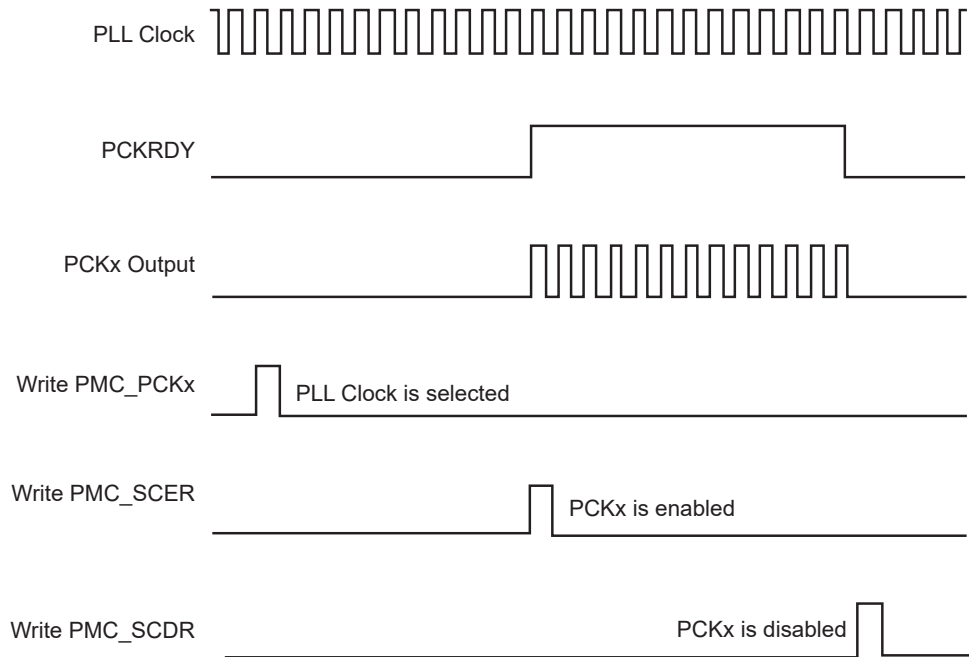 PLL Clock
PCKRDY
PCKx Output
Write PMC_PCKx
PLL Clock is selected
Write PMC_SCER
PCKx is enabled
Write PMC_SCDR
PCKx is disabled